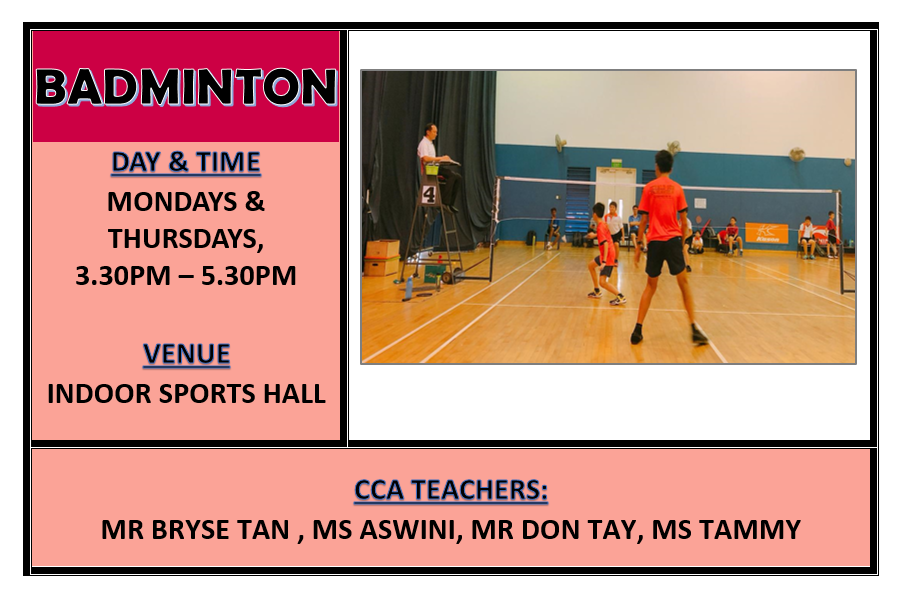 BADMINTON
DAY & TIME
MONDAYS &
THURSDAYS,
3.30PM – 5.30PM
VENUE
INDOOR SPORTS HALL
4
CCA TEACHERS:
MR BRYSE TAN , MS ASWINI, MR DON TAY, MS TAMMY